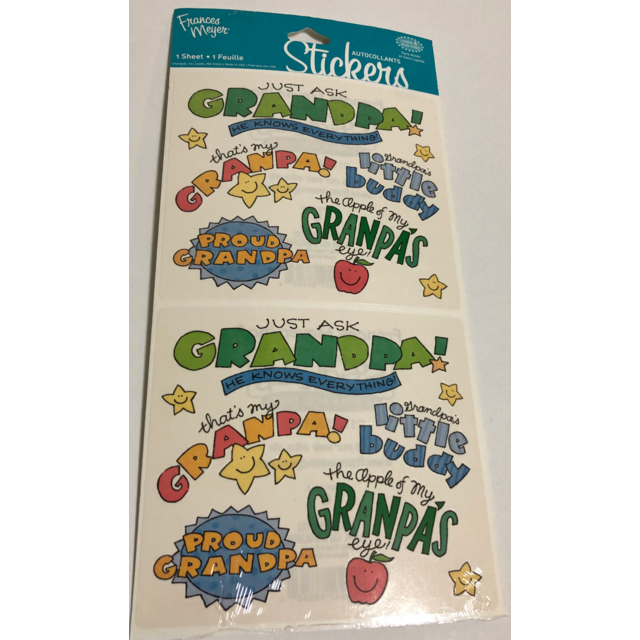 Frances
Meyer
1 Sheet • 1 Feuille
AUTOCOLLANTS
Stickers
JUST ASK
GRANDPA!
HE KNOWS EVERYTHING!
that's my
GRANPA!
Grandpa's
little
buddy
the Apple of My
GRANPA'S
eye!
PROUD
GRANDPA
JUST ASK
GRANDPA!
HE KNOWS EVERYTHING!
that's my
GRANPA!
Grandpa's
little
buddy
the Apple of My
GRANPA'S
eye!
PROUD
GRANDPA